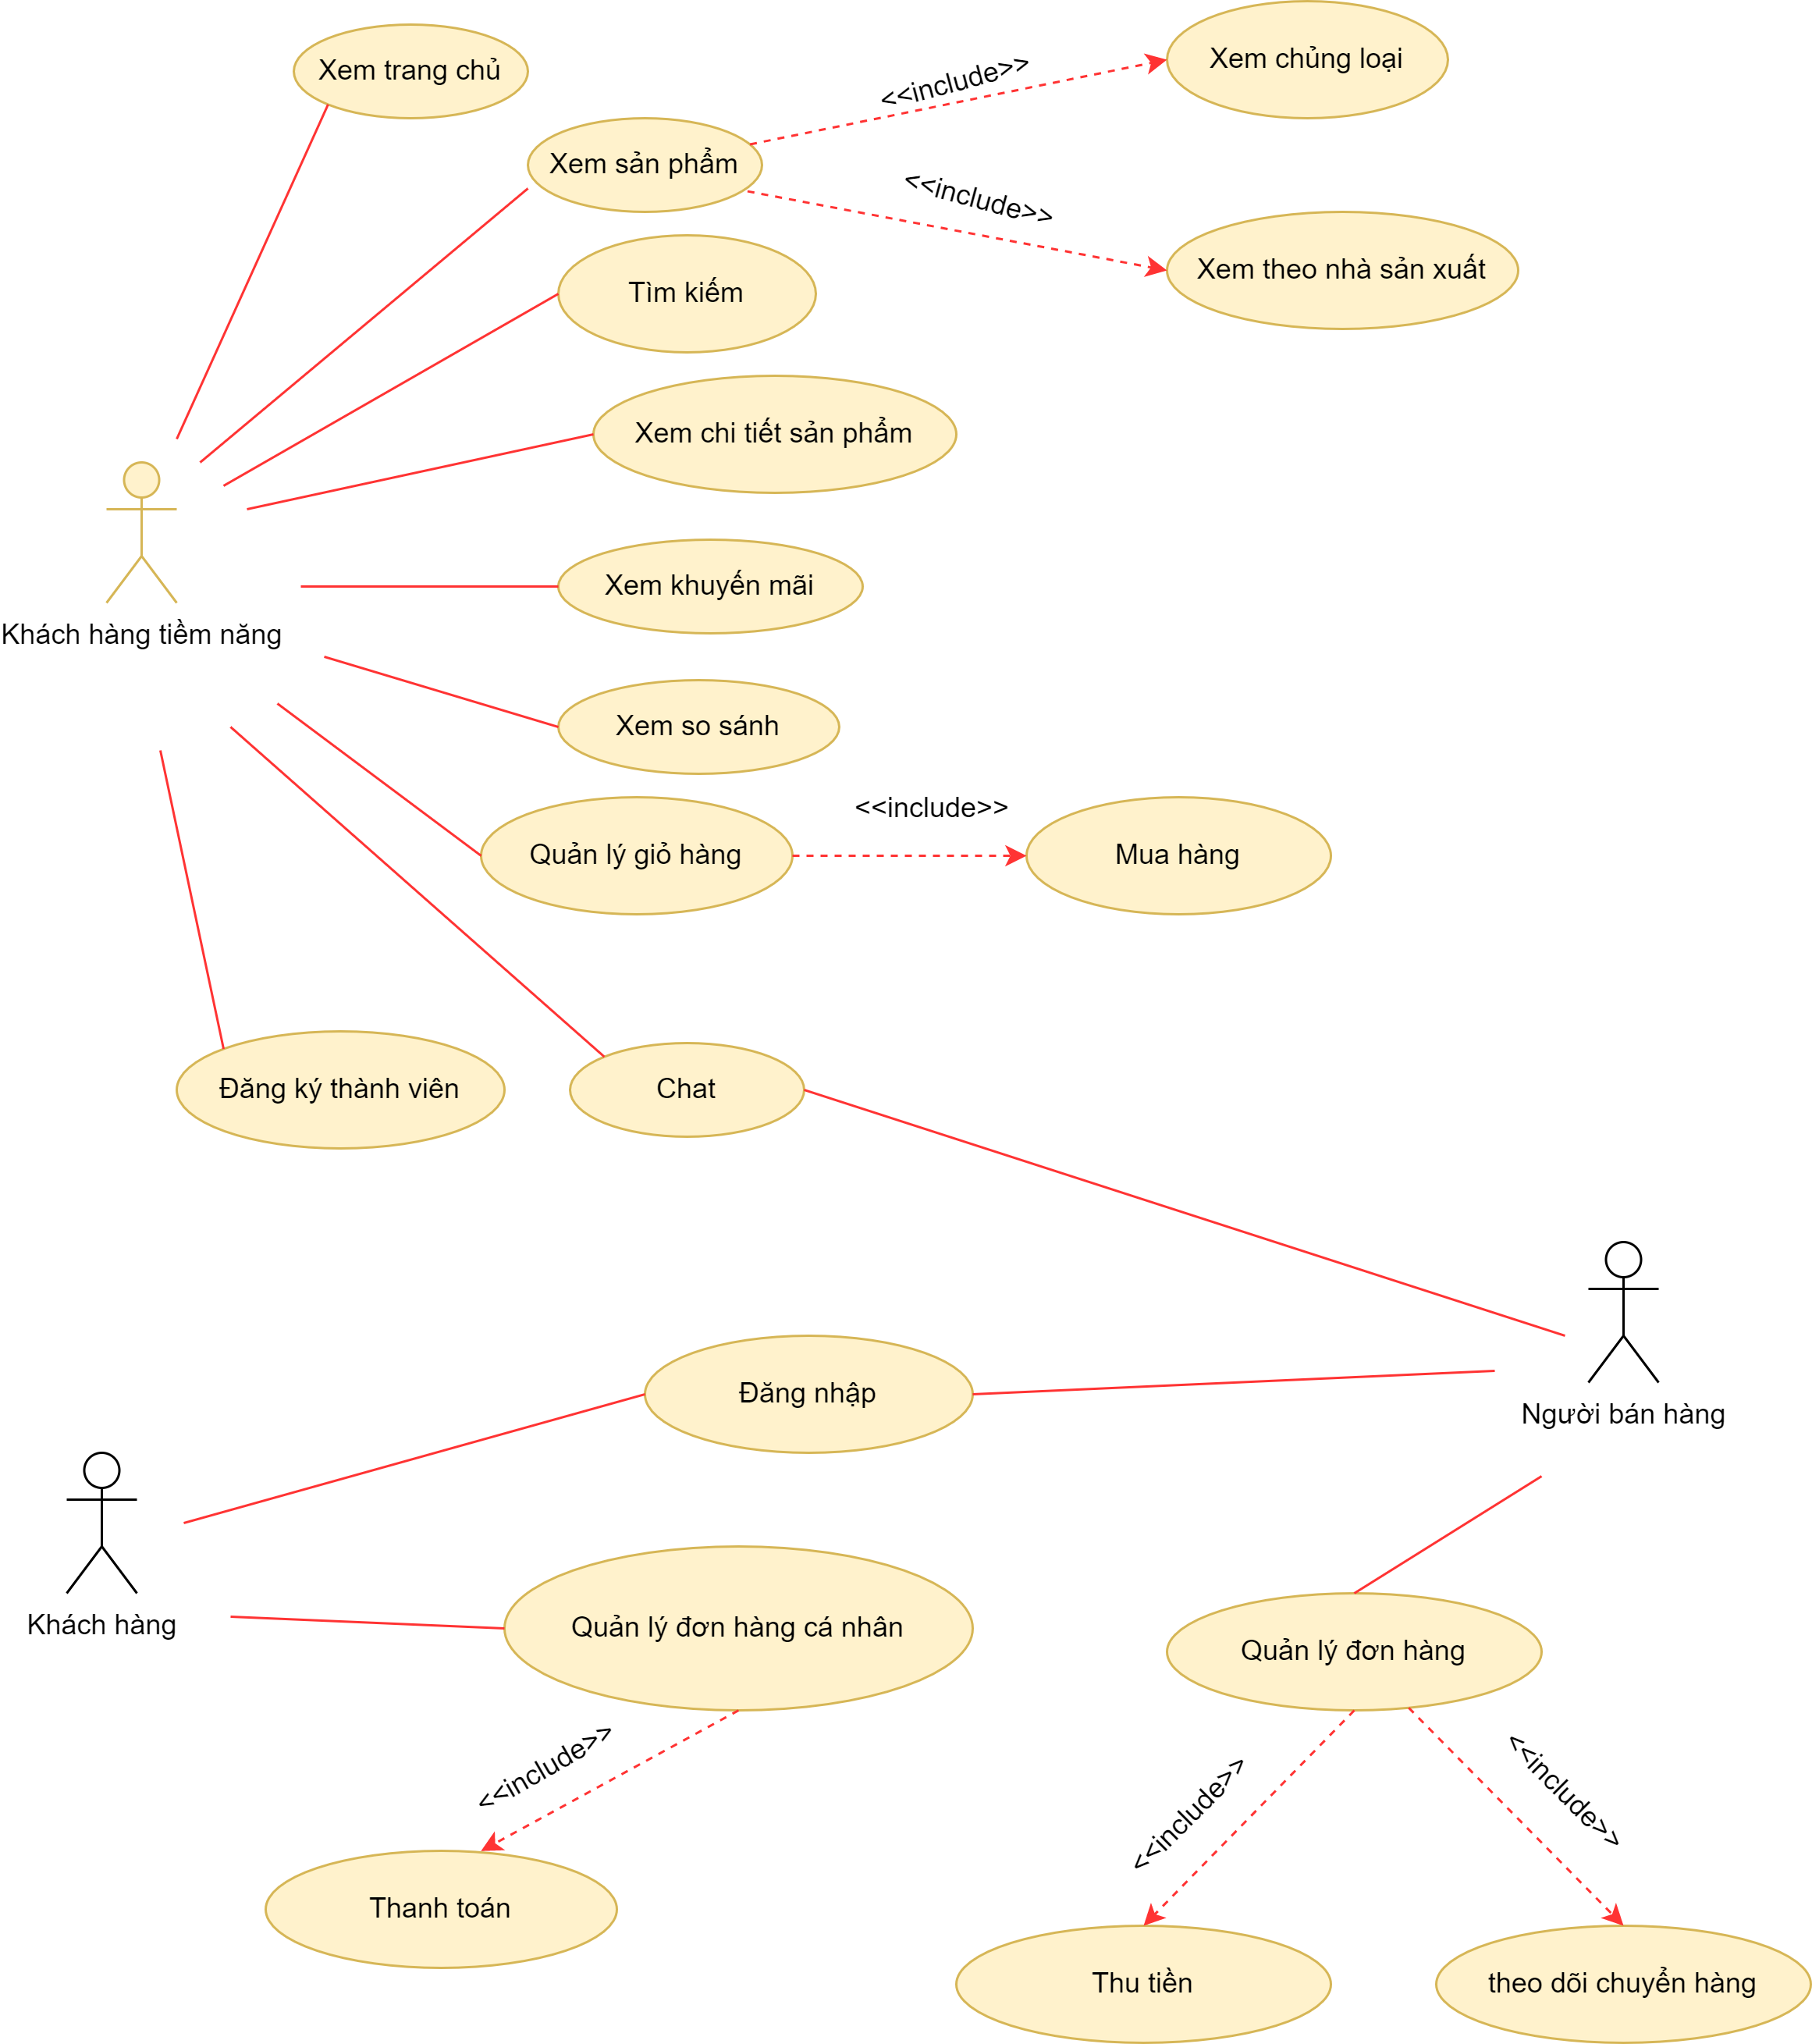 Xem trang chủ
<<include>>
Xem chủng loại
Xem sản phẩm
<<include>>
Xem theo nhà sản xuất
Tìm kiếm
Xem chi tiết sản phẩm
Xem khuyến mãi
Khách hàng tiềm năng
Xem so sánh
<<include>>
Quản lý giỏ hàng
Mua hàng
Đăng ký thành viên
Chat
Đăng nhập
Người bán hàng
Khách hàng
Quản lý đơn hàng cá nhân
Quản lý đơn hàng
<<include>>
<<include>>
<<include>>
Thanh toán
Thu tiền
theo dõi chuyển hàng